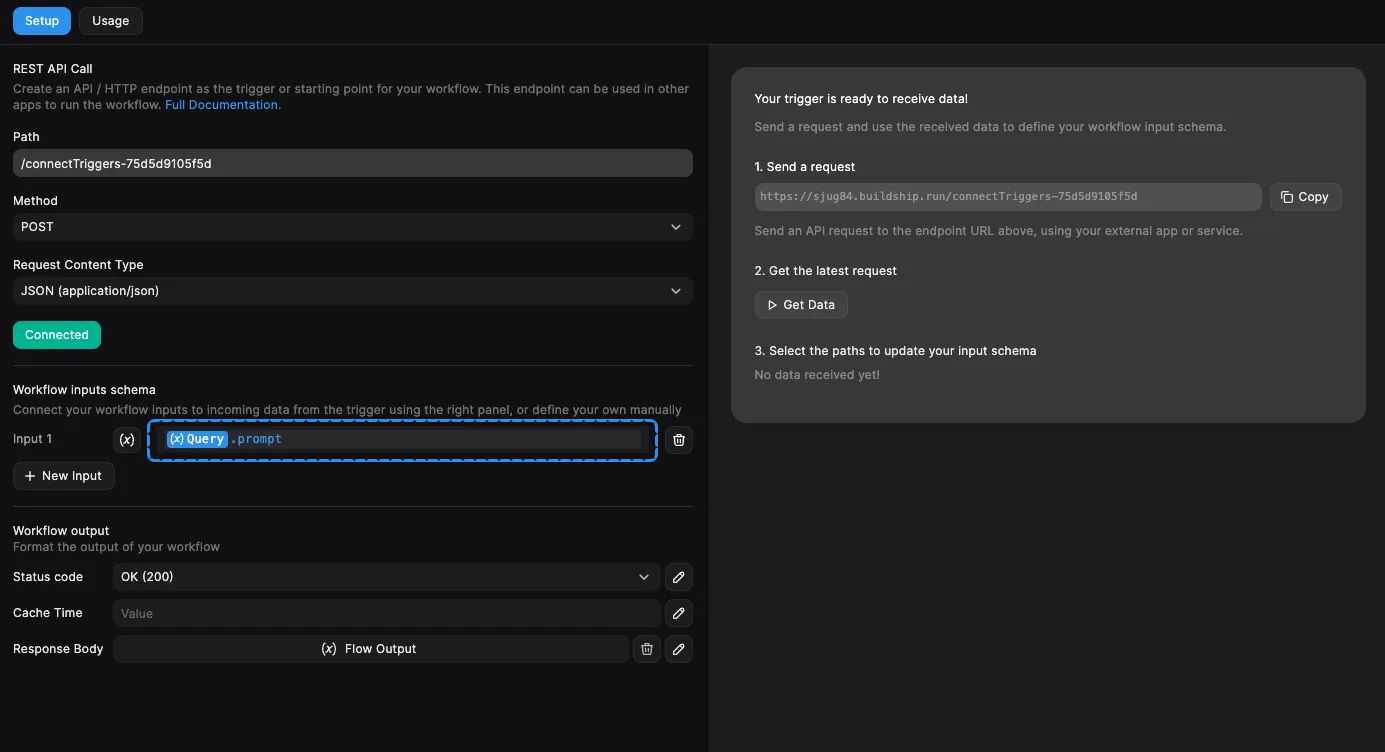 Setup
Usage
REST API Call
Create an API / HTTP endpoint as the trigger or starting point for your workflow. This endpoint can be used in other
apps to run the workflow. Full Documentation.
Path
/connectTriggers-75d5d9105f5d
Method
POST
Request Content Type
JSON (application/json)
Connected
Workflow inputs schema
Connect your workflow inputs to incoming data from the trigger using the right panel, or define your own manually
Input 1
(x)
(x) Query .prompt
+ New Input
Workflow output
Format the output of your workflow
Status code
OK (200)
Cache Time
Value
Response Body
(x) Flow Output
Your trigger is ready to receive data!
Send a request and use the received data to define your workflow input schema.
1. Send a request
https://sjug84.buildship.run/connectTriggers-75d5d9105f5d
Copy
Send an API request to the endpoint URL above, using your external app or service.
2. Get the latest request
Get Data
3. Select the paths to update your input schema
No data received yet!